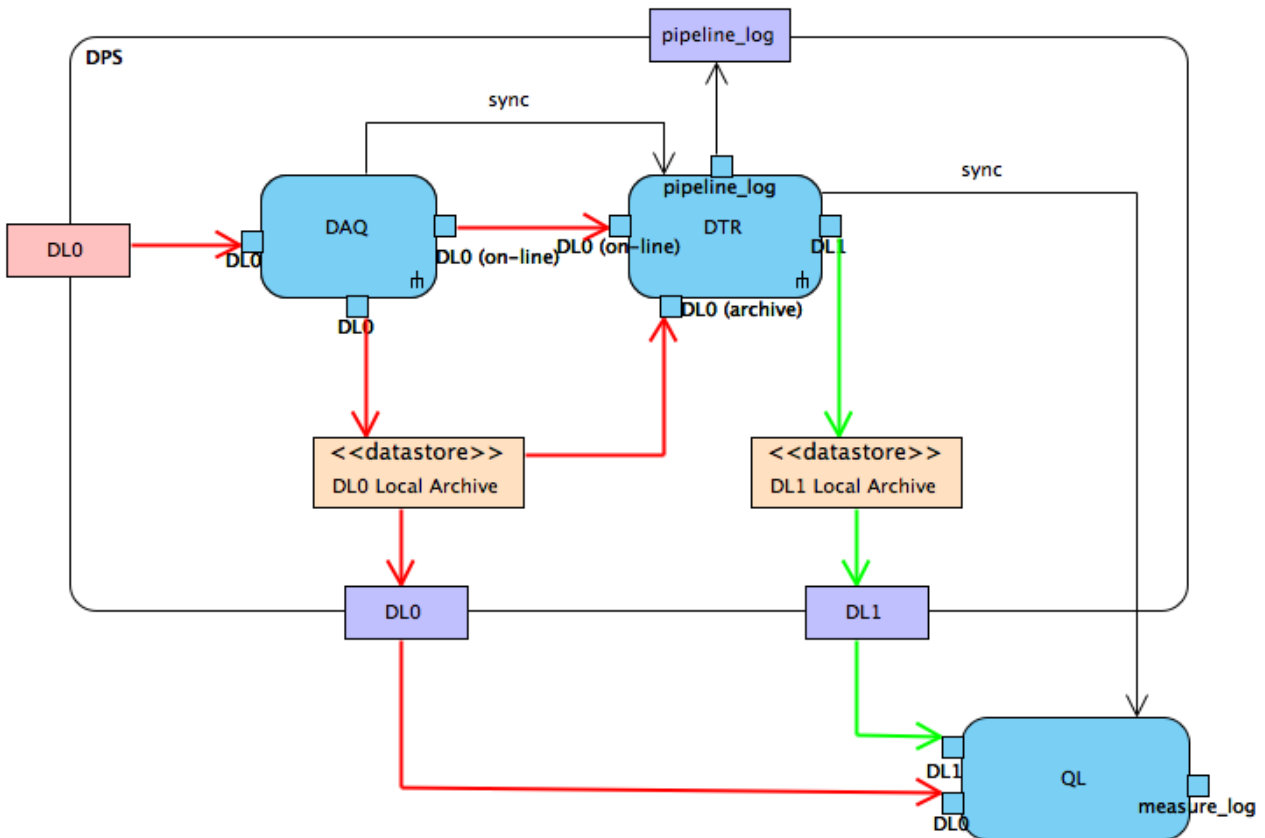 pipeline_log
DPS
sync
sync
pipeline_log
DAQ
DTR
DL0
DL0
DL0 (on-line)
DL0 (on-line)
DL1
DL0
DL0 (archive)
<<datastore>>
DL0 Local Archive
<<datastore>>
DL1 Local Archive
DL0
DL1
DL1
QL
measure_log
DL0